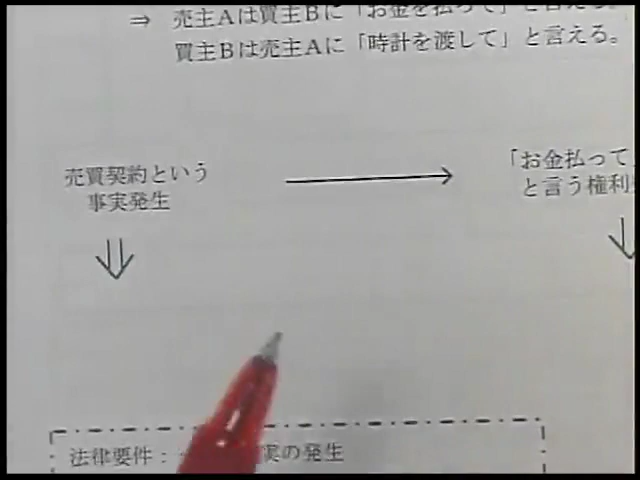 ⇒ 売主Aは買主Bに「お金を払って」と言える。
買主Bは売主Aに「時計を渡して」と言える。
売買契約という
事実発生
「お金払って
と言う権利
法律要件：
実の発生